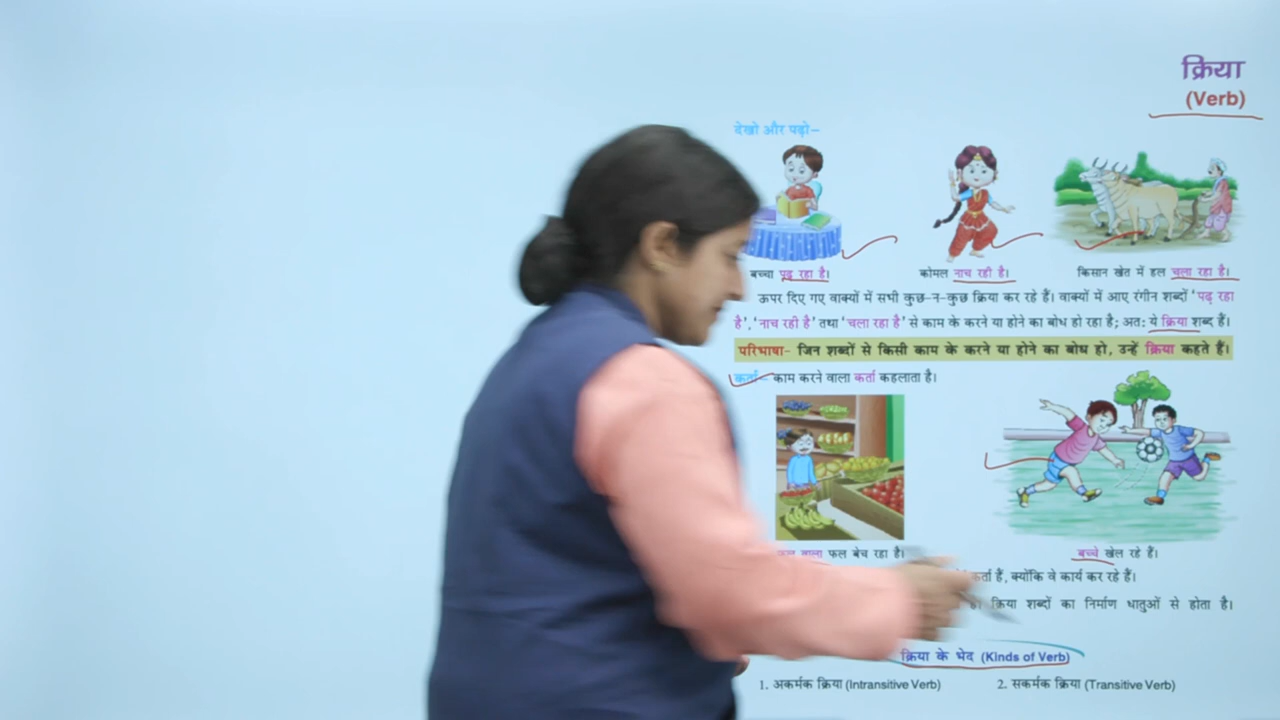 क्रिया
(Verb)
देखो और पढ़ो–
बच्चा पढ़ रहा है।
कोमल नाच रही है।
किसान खेत में हल चला रहा है।
ऊपर दिए गए वाक्यों में सभी कुछ-न-कुछ क्रिया कर रहे हैं। वाक्यों में आए रंगीन शब्दों 'पढ़ रहा
है', 'नाच रही है' तथा 'चला रहा है' से काम के करने या होने का बोध हो रहा है; अतः ये क्रिया शब्द हैं।
परिभाषा- जिन शब्दों से किसी काम के करने या होने का बोध हो, उन्हें क्रिया कहते हैं।
कर्ता– काम करने वाला कर्ता कहलाता है।
वाला फल बेच रहा है।
बच्चे खेल रहे हैं।
कर्ता हैं, क्योंकि वे कार्य कर रहे हैं।
है। क्रिया शब्दों का निर्माण धातुओं से होता है।
क्रिया के भेद (Kinds of Verb)
1. अकर्मक क्रिया (Intransitive Verb)
2. सकर्मक क्रिया (Transitive Verb)